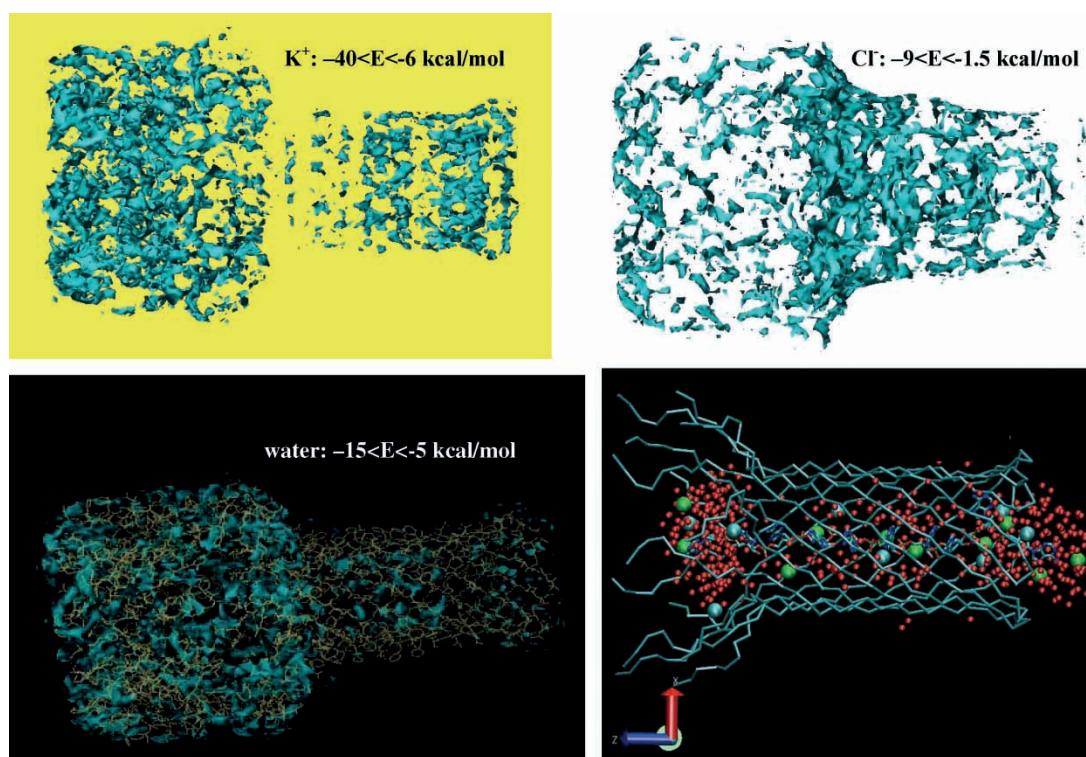 K⁺: –40<E<-6 kcal/mol
Cl⁻: –9<E<-1.5 kcal/mol
water: –15<E<-5 kcal/mol
X
Z